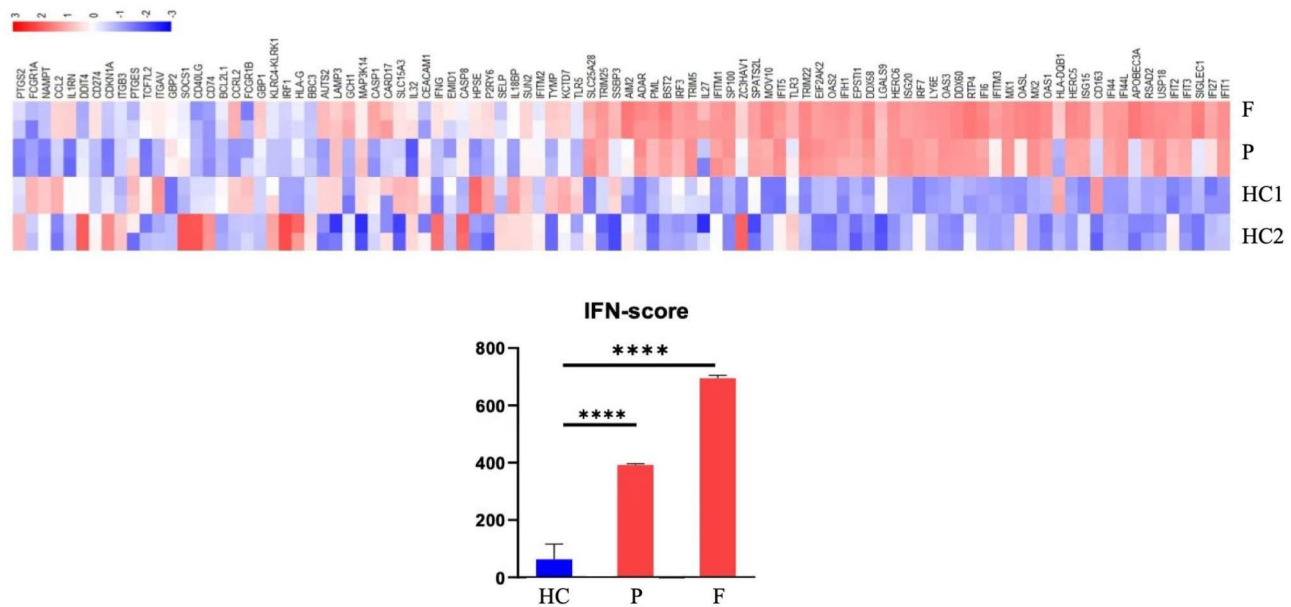 3 2 1 0 -1 -2 -3
PTGS2 FCGR1A NAMPT CCL2 IL1RN DDIT4 CD274 CDKN1A ITGB3 PTGES TCF7L2 ITGAV GBP2 SOCS1 CD40LG CD74 BCL2L1 CCRL2 FCGR1B GBP1 KLRC4-KLRK1 IRF1 HLA-G BBC3 AUTS2 LAMP3 GCH1 MAP3K14 CASP1 CARD17 SLC15A3 IL32 CEACAM1 IFNG EMID1 CASP8 HPSE P2RY6 SELP IL18BP SUN2 IFITM2 TYMP KCTD7 TLR5 SLC25A28 TRIM25 SSBP3 AIM2 ADAR PML BST2 IRF3 TRIM5 IL27 IFITM1 SP100 ZC3HAV1 SPATS2L MOV10 IFIT5 TLR3 TRIM22 EIF2AK2 OAS2 IFIH1 EPSTI1 DDX58 LGALS9 HERC6 ISG20 IRF7 LY6E OAS3 DDX60 RTP4 IFI6 IFITM3 MX1 OASL MX2 OAS1 HLA-DQB1 HERC5 ISG15 CD163 IFI44 IFI44L APOBEC3A RSAD2 USP18 IFIT2 IFIT3 SIGLEC1 IFI27 IFIT1
F
P
HC1
HC2
IFN-score
800
600
400
200
0
****
****
HC P F